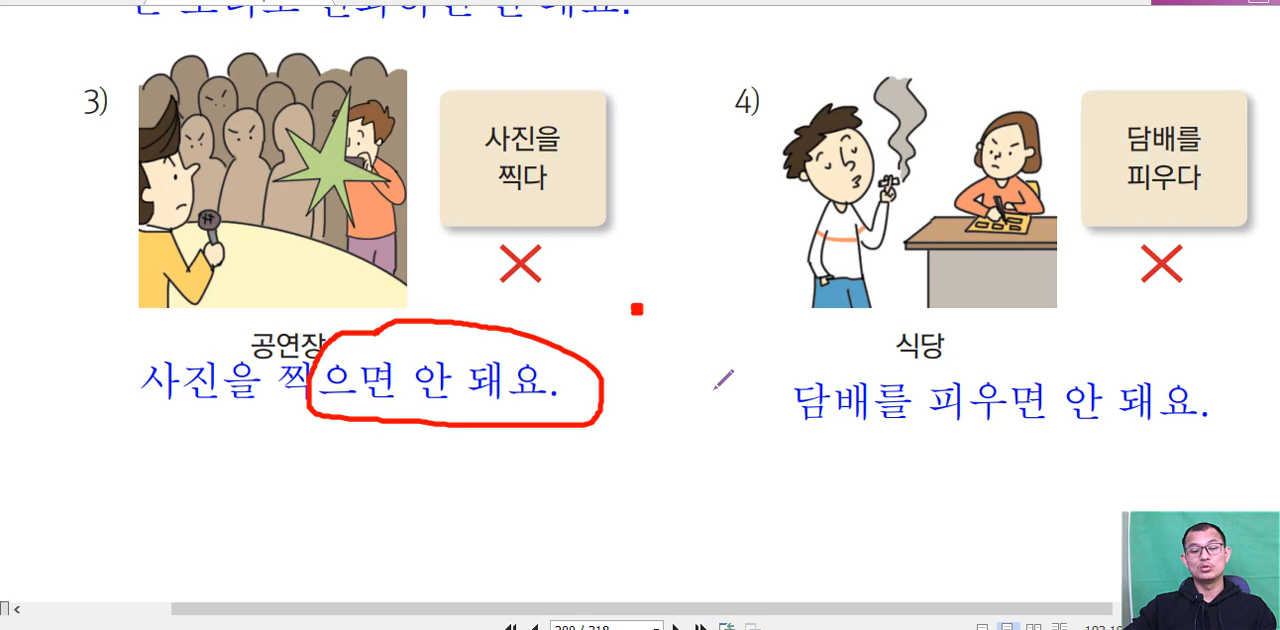 3)
사진을
찍다
공연장
사진을 찍으면 안 돼요.
4)
담배를
피우다
식당
담배를 피우면 안 돼요.